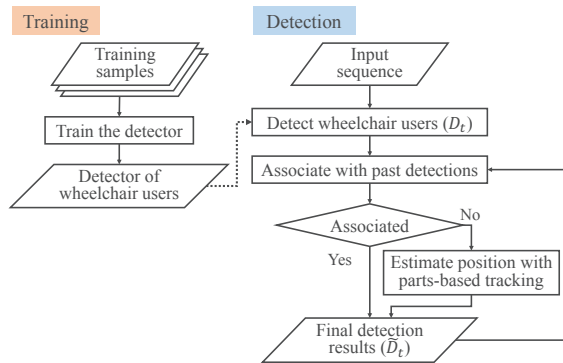 Training
Training
samples
Train the detector
Detector of
wheelchair users
Detection
Input
sequence
Detect wheelchair users (D_t)
Associate with past detections
Associated
No
Yes
Estimate position with
parts-based tracking
Final detection
results (D̃_t)